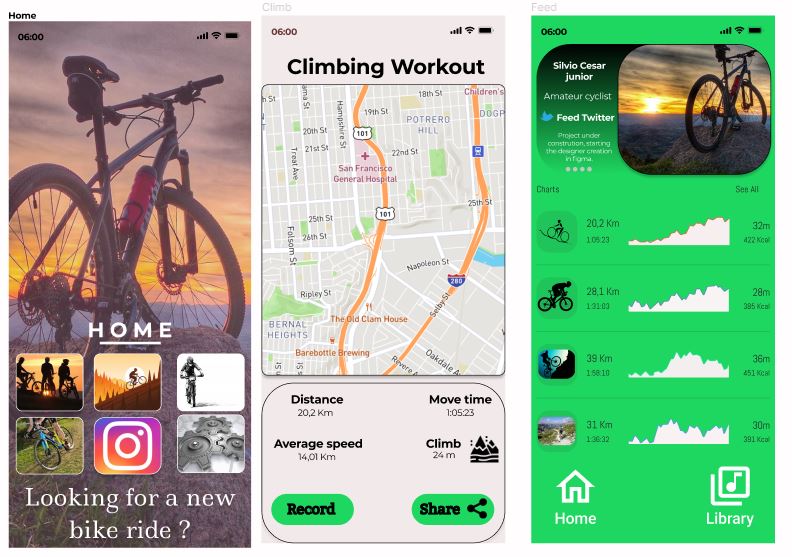 Home
06:00
HOME
Looking for a new
bike ride ?
Climb
06:00
Climbing Workout
18th St
Children's
19th St
Hampshire St
101
DOGP
POTRERO
HILL
20th St
21st St
22nd St
Treat Ave
San Francisco
General Hospital
101
25th St
25th St
26th St
Folsom St
Napoleon St
280
Selby St
Ripley St
The Old Clam House
BERNAL
HEIGHTS
Barebottle Brewing
Oakdale
Revere
Distance
20,2 Km
Move time
1:05:23
Average speed
14,01 Km
Climb
24 m
Record
Share
Feed
06:00
Silvio Cesar
junior
Amateur cyclist
Feed Twitter
Project under
constrution, starting
the designer creation
in figma.
Charts
See All
20,2 Km
1:05:23
32m
422 Kcal
28,1 Km
1:31:03
28m
385 Kcal
39 Km
1:58:10
36m
451 Kcal
31 Km
1:36:32
30m
391 Kcal
Home
Library